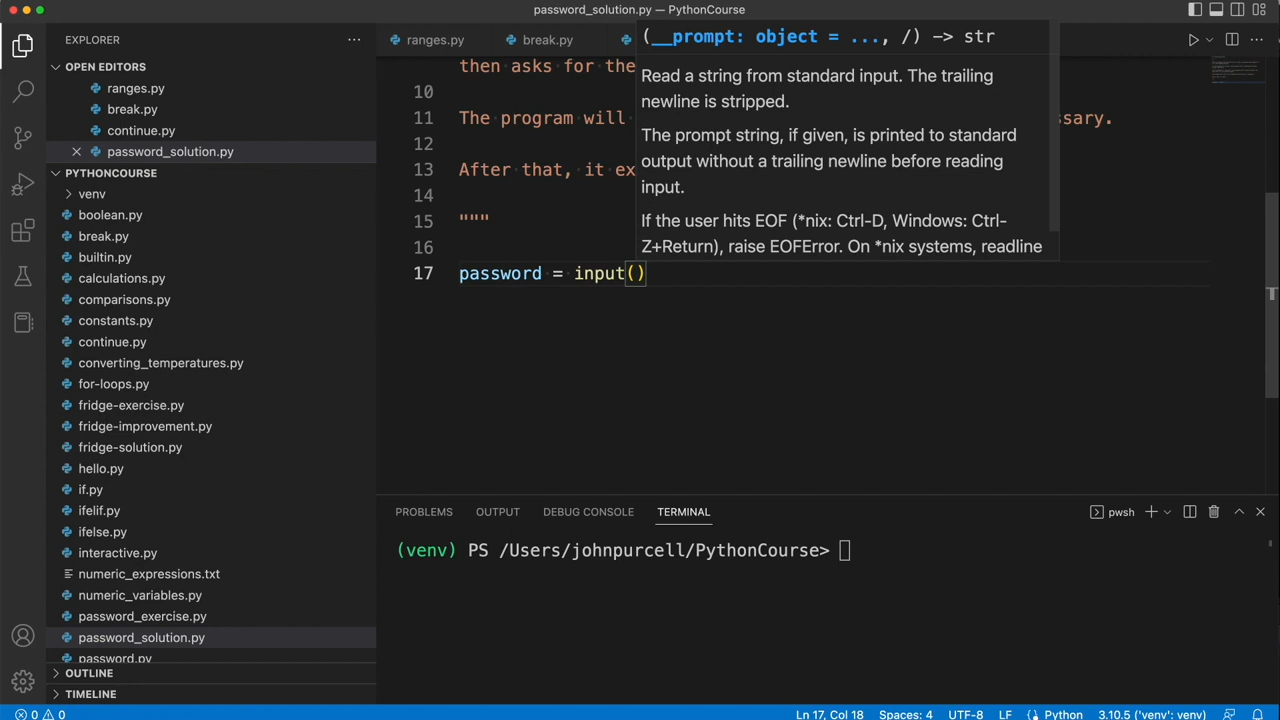 password_solution.py — PythonCourse
EXPLORER
OPEN EDITORS
ranges.py
break.py
continue.py
password_solution.py
PYTHONCOURSE
venv
boolean.py
break.py
builtin.py
calculations.py
comparisons.py
constants.py
continue.py
converting_temperatures.py
for-loops.py
fridge-exercise.py
fridge-improvement.py
fridge-solution.py
hello.py
if.py
ifelif.py
ifelse.py
interactive.py
numeric_expressions.txt
numeric_variables.py
password_exercise.py
password_solution.py
password.py
OUTLINE
TIMELINE
ranges.py break.py
(__prompt: object = ..., /) -> str
Read a string from standard input. The trailing
newline is stripped.
The prompt string, if given, is printed to standard
output without a trailing newline before reading
input.
If the user hits EOF (*nix: Ctrl-D, Windows: Ctrl-
Z+Return), raise EOFError. On *nix systems, readline
then asks for the
10
11 The program will ssary.
12
13 After that, it ex
14
15 """
16
17 password = input()
PROBLEMS OUTPUT DEBUG CONSOLE TERMINAL pwsh
(venv) PS /Users/johnpurcell/PythonCourse>
0 0 Ln 17, Col 18 Spaces: 4 UTF-8 LF Python 3.10.5 ('venv': venv)